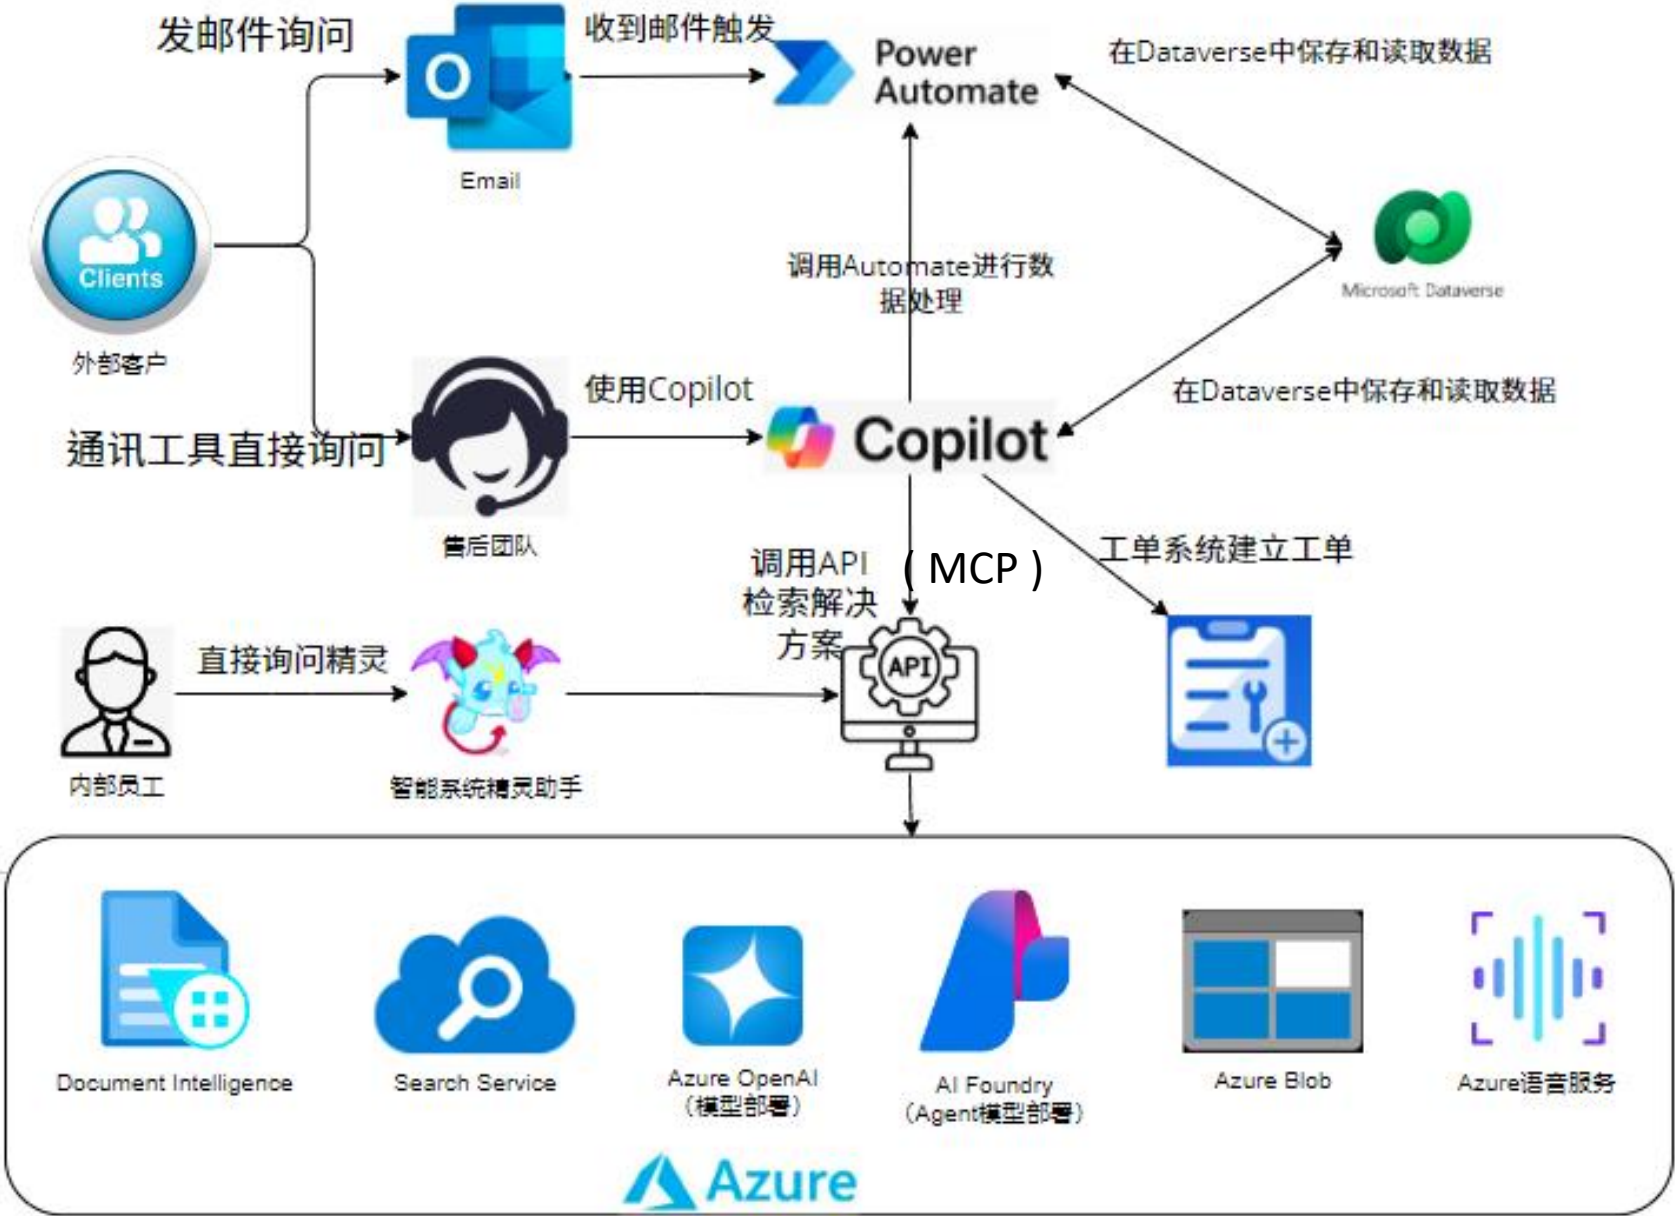 发邮件询问
收到邮件触发
Power
Automate
在Dataverse中保存和读取数据
Email
Clients
外部客户
调用Automate进行数
据处理
Microsoft Dataverse
使用Copilot
在Dataverse中保存和读取数据
通讯工具直接询问
Copilot
售后团队
调用API
检索解决
方案
( MCP )
工单系统建立工单
直接询问精灵
API
内部员工
智能系统精灵助手
Document Intelligence
Search Service
Azure OpenAI
（模型部署）
AI Foundry
（Agent模型部署）
Azure Blob
Azure语音服务
Azure